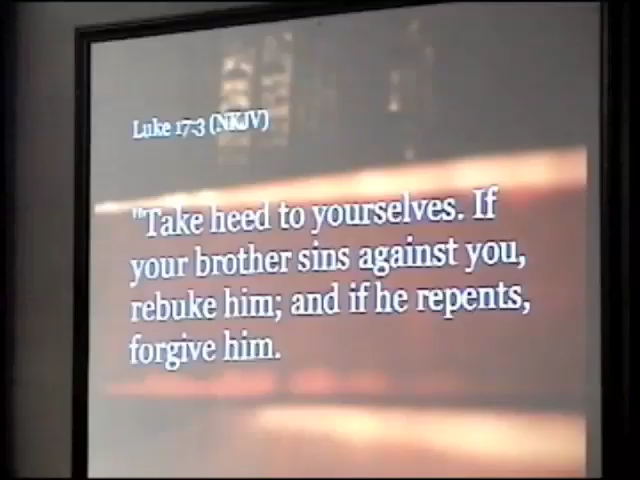 Luke 17:3 (NKJV)
"Take heed to yourselves. If
your brother sins against you,
rebuke him; and if he repents,
forgive him.